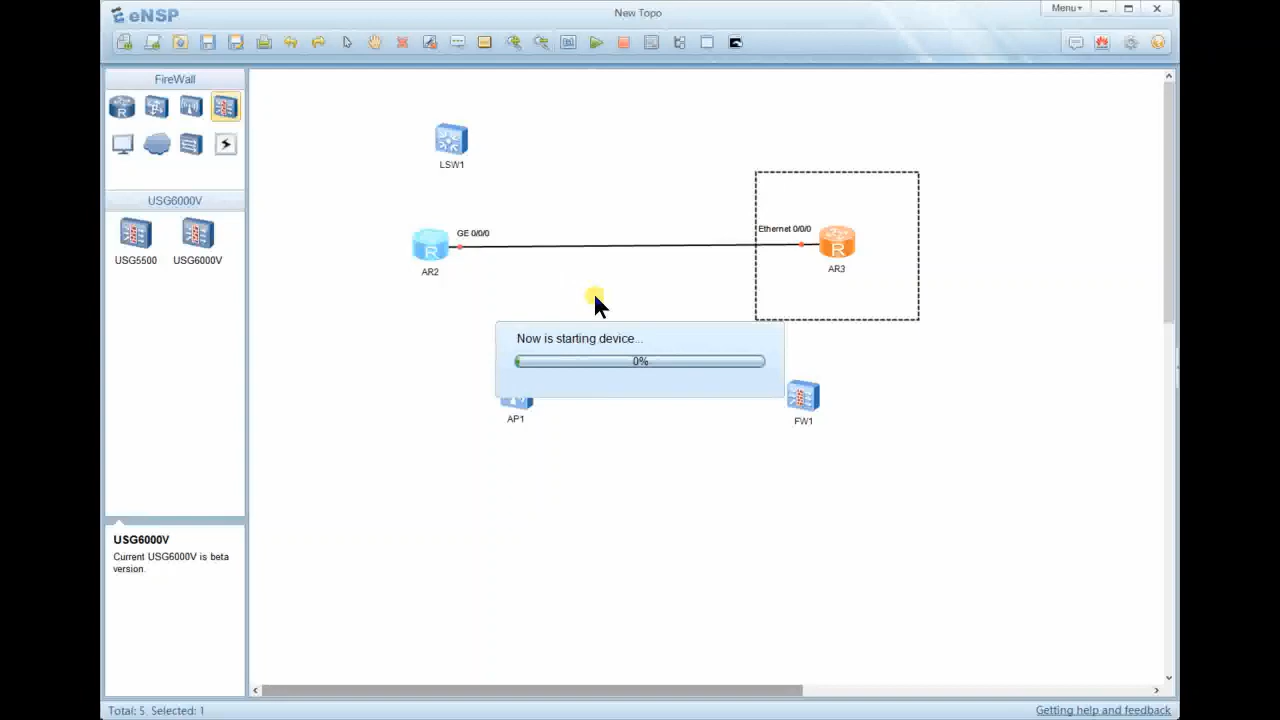 eNSP
New Topo
Menu
FireWall
USG6000V
USG5500
USG6000V
LSW1
GE 0/0/0
Ethernet 0/0/0
AR2
AR3
Now is starting device...
0%
AP1
FW1
USG6000V
Current USG6000V is beta
version.
Total: 5 Selected: 1
Getting help and feedback